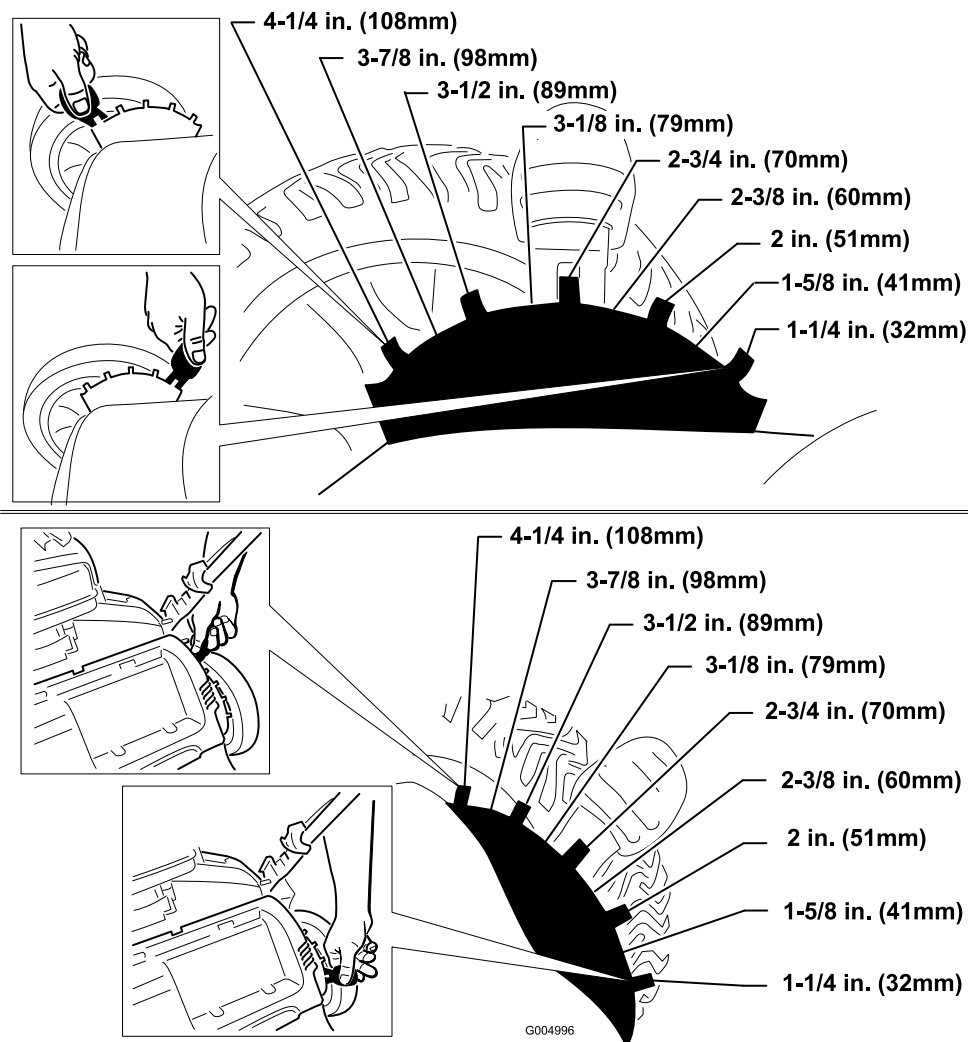 4-1/4 in. (108mm)
3-7/8 in. (98mm)
3-1/2 in. (89mm)
3-1/8 in. (79mm)
2-3/4 in. (70mm)
2-3/8 in. (60mm)
2 in. (51mm)
1-5/8 in. (41mm)
1-1/4 in. (32mm)
4-1/4 in. (108mm)
3-7/8 in. (98mm)
3-1/2 in. (89mm)
3-1/8 in. (79mm)
2-3/4 in. (70mm)
2-3/8 in. (60mm)
2 in. (51mm)
1-5/8 in. (41mm)
1-1/4 in. (32mm)
G004996